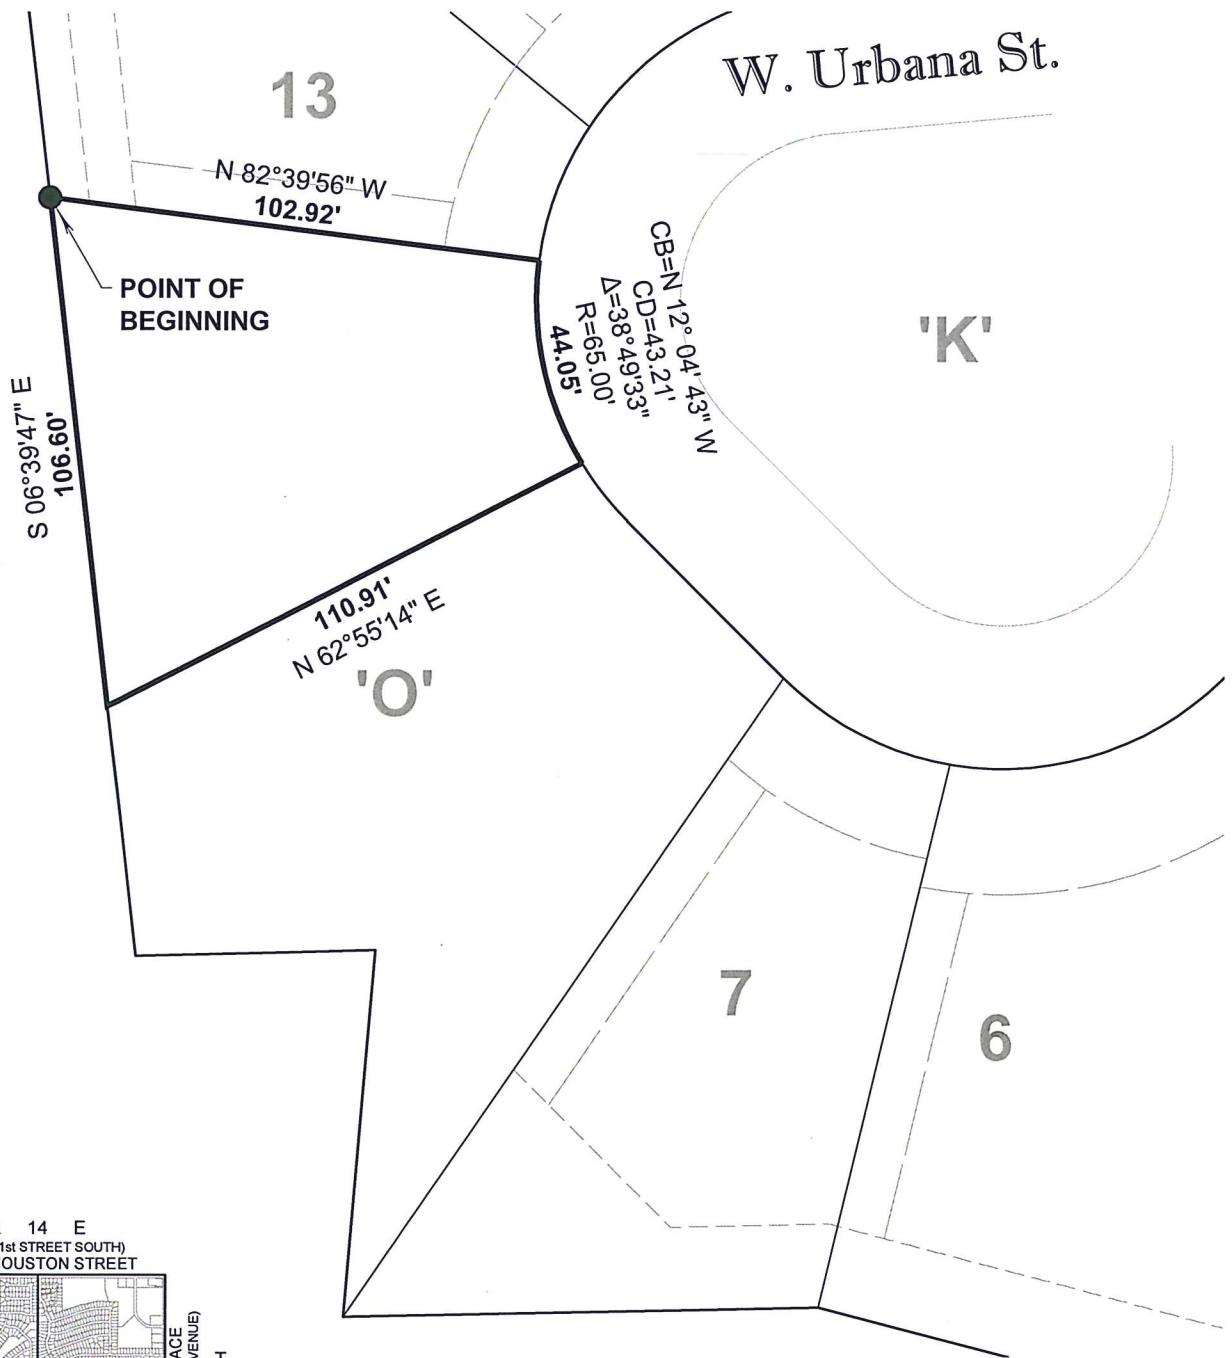 W. Urbana St.
13
N 82°39'56" W
102.92'
POINT OF
BEGINNING
CB=N 12° 04' 43" W
CD=43.21'
Δ=38°49'33"
R=65.00'
44.05'
'K'
S 06°39'47" E
106.60'
110.91'
N 62°55'14" E
'O'
7
6
14 E
1st STREET SOUTH)
OUSTON STREET
ACE
VENUE)